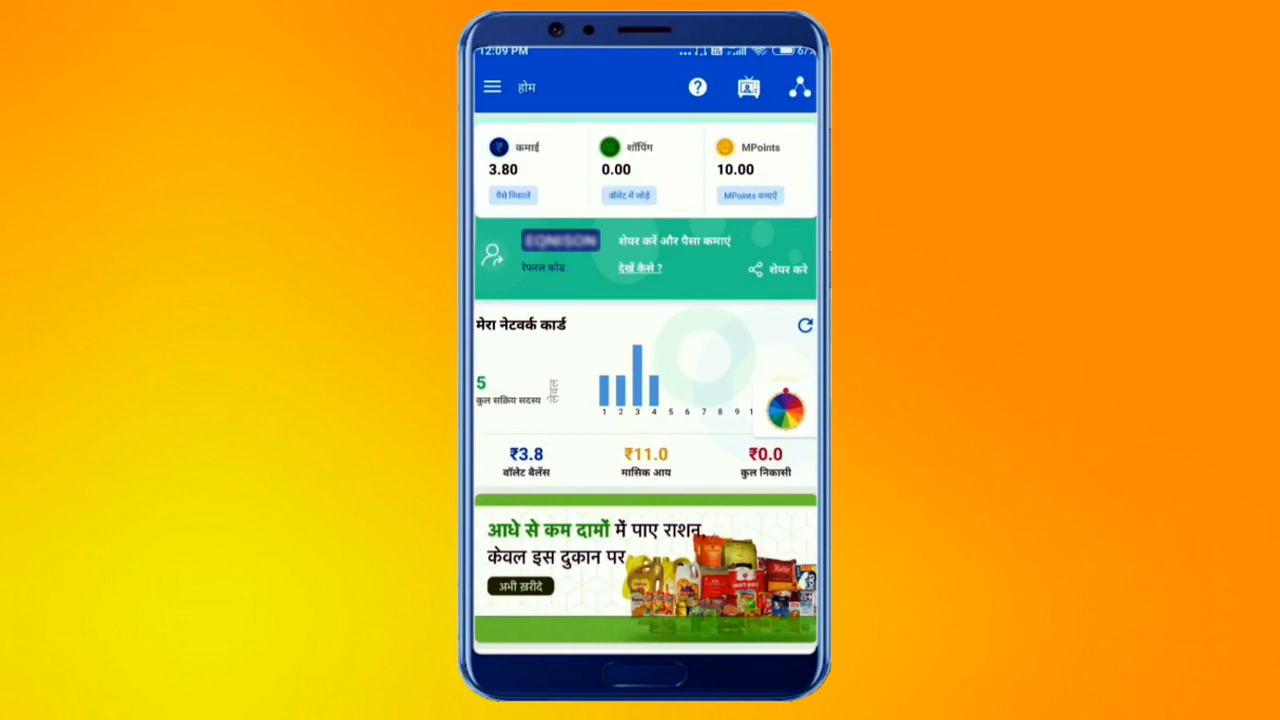 12:09 PM
होम
कमाई
शॉपिंग
MPoints
3.80
0.00
10.00
पैसे निकाले
वॉलेट में जोड़ें
MPoints कमाएँ
शेयर करें और पैसा कमाएं
रेफरल कोड
देखें कैसे ?
शेयर करे
मेरा नेटवर्क कार्ड
5
कुल सक्रिय सदस्य
लेवल
1 2 3 4 5 6 7 8 9 1
₹3.8
₹11.0
₹0.0
वॉलेट बैलेंस
मासिक आय
कुल निकासी
आधे से कम दामों में पाए राशन,
केवल इस दुकान पर
अभी ख़रीदे